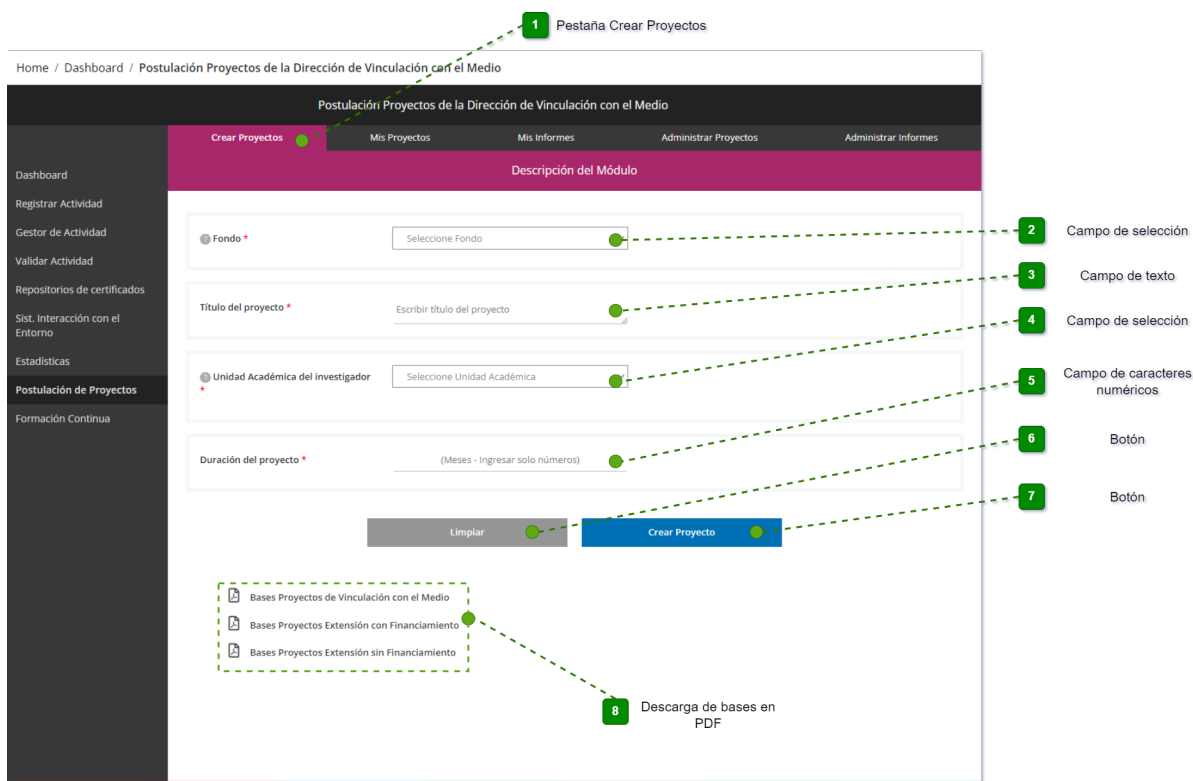 1 Pestaña Crear Proyectos
Home / Dashboard / Postulación Proyectos de la Dirección de Vinculación con el Medio
Postulación Proyectos de la Dirección de Vinculación con el Medio
Crear Proyectos Mis Proyectos Mis Informes Administrar Proyectos Administrar Informes
Descripción del Módulo
Dashboard
Registrar Actividad
Gestor de Actividad
Validar Actividad
Repositorios de certificados
Sist. Interacción con el
Entorno
Estadísticas
Postulación de Proyectos
Formación Continua
? Fondo * Seleccione Fondo
2 Campo de selección
Título del proyecto * Escribir título del proyecto
3 Campo de texto
? Unidad Académica del investigador
* Seleccione Unidad Académica
4 Campo de selección
Duración del proyecto * (Meses - Ingresar solo números)
5 Campo de caracteres
numéricos
Limpiar
6 Botón
Crear Proyecto
7 Botón
Bases Proyectos de Vinculación con el Medio
Bases Proyectos Extensión con Financiamiento
Bases Proyectos Extensión sin Financiamiento
8 Descarga de bases en
PDF